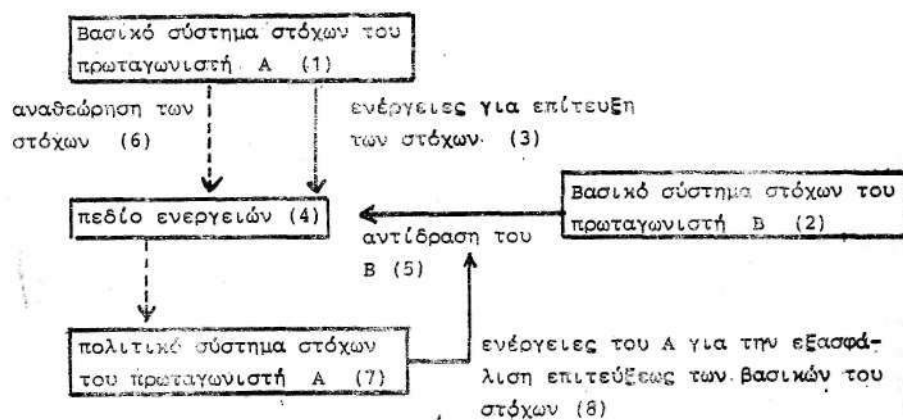 Βασικό σύστημα στόχων του
πρωταγωνιστή Α (1)
αναθεώρηση των
στόχων (6)
ενέργειες για επίτευξη
των στόχων. (3)
πεδίο ενεργειών (4)
Βασικό σύστημα στόχων του
πρωταγωνιστή Β (2)
αντίδραση του
Β (5)
πολιτικό σύστημα στόχων
του πρωταγωνιστή Α (7)
ενέργειες του Α για την εξασφά-
λιση επιτεύξεως των βασικών του
στόχων (8)